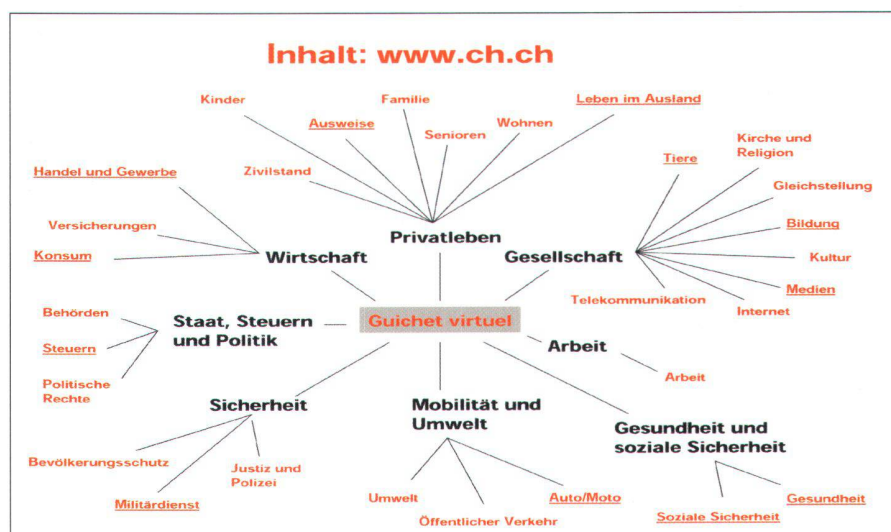 Inhalt: www.ch.ch
Kinder
Familie
Leben im Ausland
Ausweise
Senioren
Wohnen
Kirche und
Religion
Tiere
Handel und Gewerbe
Zivilstand
Gleichstellung
Versicherungen
Bildung
Privatleben
Konsum
Wirtschaft
Gesellschaft
Kultur
Medien
Telekommunikation
Internet
Behörden
Staat, Steuern
und Politik
Guichet virtuel
Steuern
Arbeit
Arbeit
Politische
Rechte
Sicherheit
Mobilität und
Umwelt
Gesundheit und
soziale Sicherheit
Bevölkerungsschutz
Justiz und
Polizei
Militärdienst
Umwelt
Öffentlicher Verkehr
Auto/Moto
Soziale Sicherheit
Gesundheit